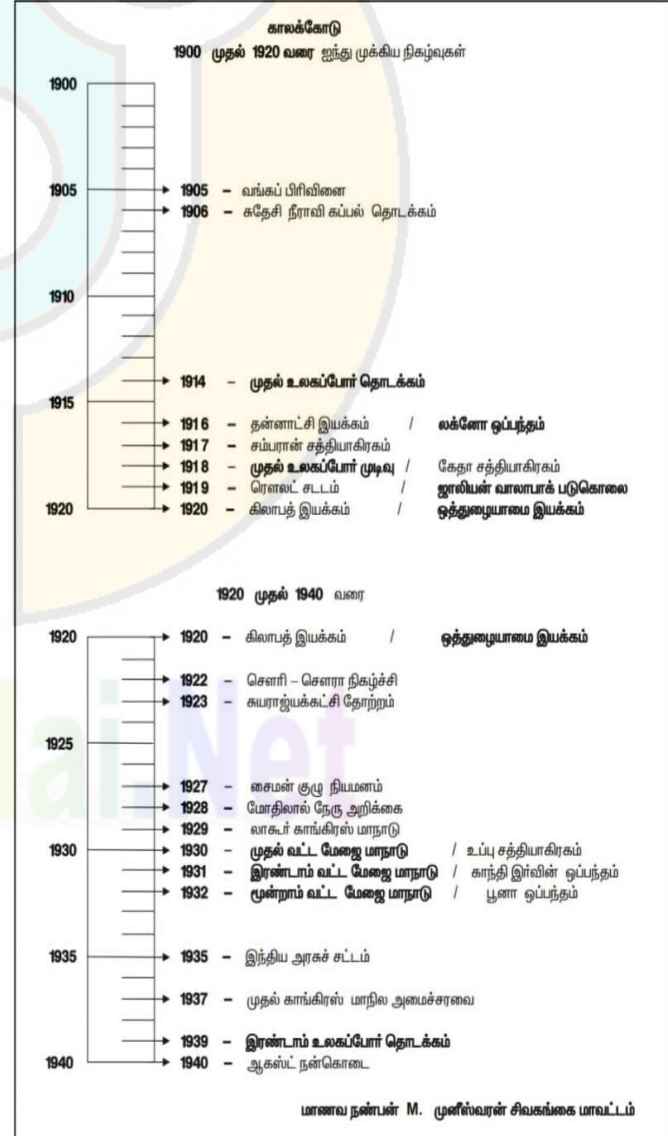 காலக்கோடு
1900 முதல் 1920 வரை ஐந்து முக்கிய நிகழ்வுகள்
1900
1905 1905 – வங்கப் பிரிவினை
1906 – சுதேசி நீராவி கப்பல் தொடக்கம்
1910
1914 – முதல் உலகப்போர் தொடக்கம்
1915
1916 – தன்னாட்சி இயக்கம் / லக்னோ ஒப்பந்தம்
1917 – சம்பரான் சத்தியாகிரகம்
1918 – முதல் உலகப்போர் முடிவு / கேதா சத்தியாகிரகம்
1919 – ரௌலட் சடடம் / ஜாலியன் வாலாபாக் படுகொலை
1920 1920 – கிலாபத் இயக்கம் / ஒத்துழையாமை இயக்கம்
1920 முதல் 1940 வரை
1920 1920 – கிலாபத் இயக்கம் / ஒத்துழையாமை இயக்கம்
1922 – சௌரி – சௌரா நிகழ்ச்சி
1923 – சுயராஜ்யக்கட்சி தோற்றம்
1925
1927 – சைமன் குழு நியமனம்
1928 – மோதிலால் நேரு அறிக்கை
1929 – லாகூர் காங்கிரஸ் மாநாடு
1930 1930 – முதல் வட்ட மேஜை மாநாடு / உப்பு சத்தியாகிரகம்
1931 – இரண்டாம் வட்ட மேஜை மாநாடு / காந்தி இர்வின் ஒப்பந்தம்
1932 – மூன்றாம் வட்ட மேஜை மாநாடு / பூனா ஒப்பந்தம்
1935 1935 – இந்திய அரசுச் சட்டம்
1937 – முதல் காங்கிரஸ் மாநில அமைச்சரவை
1939 – இரண்டாம் உலகப்போர் தொடக்கம்
1940 1940 – ஆகஸ்ட் நன்கொடை
மாணவ நண்பன் M. முனீஸ்வரன் சிவகங்கை மாவட்டம்